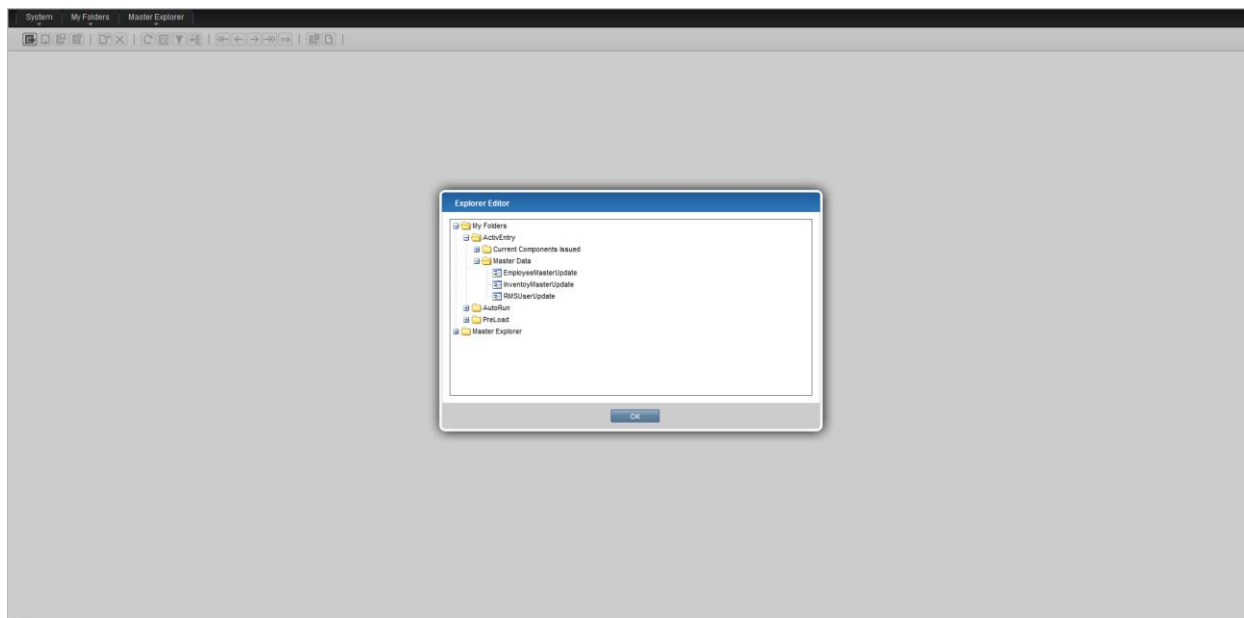 System My Folders Master Explorer
Explorer Editor
My Folders
ActivEntry
Current Components Issued
Master Data
EmployeeMasterUpdate
InventoyMasterUpdate
RMSUserUpdate
AutoRun
PreLoad
Master Explorer
OK